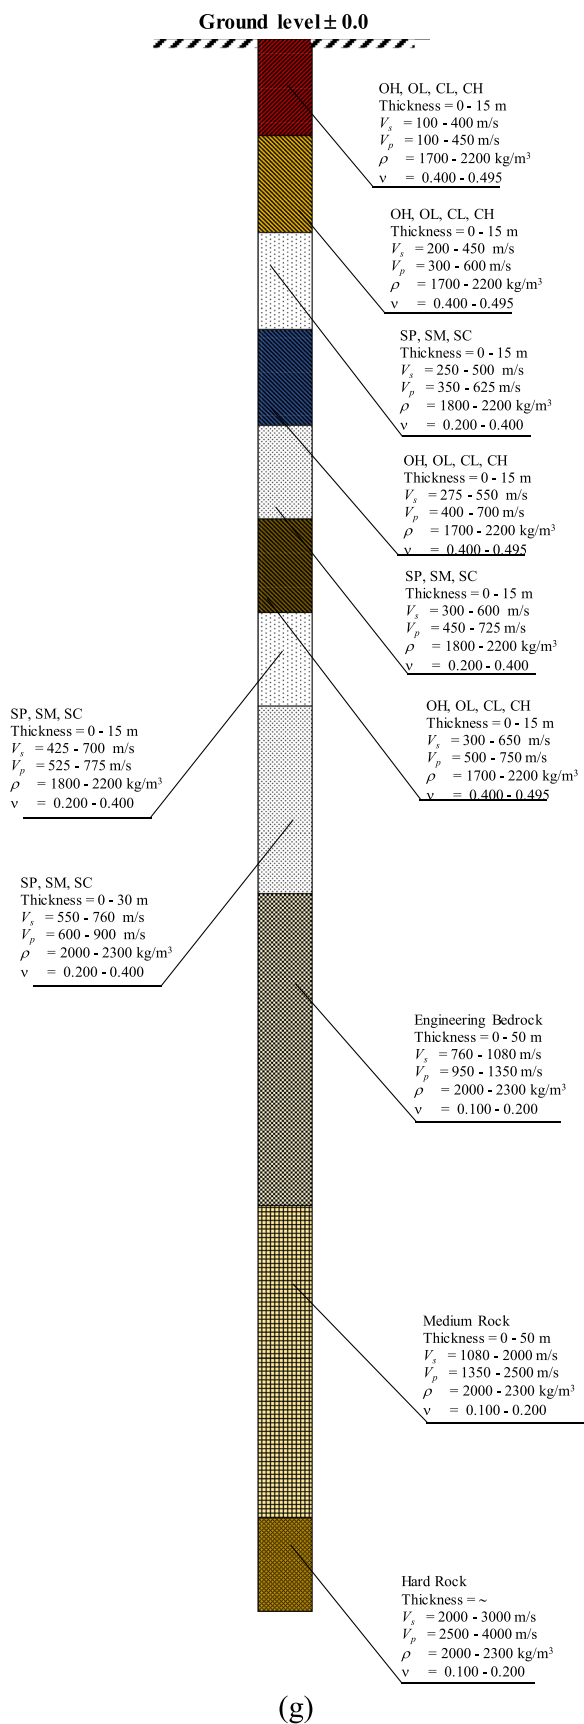 Ground level ± 0.0
OH, OL, CL, CH
Thickness = 0 - 15 m
Vs = 100 - 400 m/s
Vp = 100 - 450 m/s
ρ = 1700 - 2200 kg/m3
ν = 0.400 - 0.495
OH, OL, CL, CH
Thickness = 0 - 15 m
Vs = 200 - 450 m/s
Vp = 300 - 600 m/s
ρ = 1700 - 2200 kg/m3
ν = 0.400 - 0.495
SP, SM, SC
Thickness = 0 - 15 m
Vs = 250 - 500 m/s
Vp = 350 - 625 m/s
ρ = 1800 - 2200 kg/m3
ν = 0.200 - 0.400
OH, OL, CL, CH
Thickness = 0 - 15 m
Vs = 275 - 550 m/s
Vp = 400 - 700 m/s
ρ = 1700 - 2200 kg/m3
ν = 0.400 - 0.495
SP, SM, SC
Thickness = 0 - 15 m
Vs = 300 - 600 m/s
Vp = 450 - 725 m/s
ρ = 1800 - 2200 kg/m3
ν = 0.200 - 0.400
OH, OL, CL, CH
Thickness = 0 - 15 m
Vs = 300 - 650 m/s
Vp = 500 - 750 m/s
ρ = 1700 - 2200 kg/m3
ν = 0.400 - 0.495
SP, SM, SC
Thickness = 0 - 15 m
Vs = 425 - 700 m/s
Vp = 525 - 775 m/s
ρ = 1800 - 2200 kg/m3
ν = 0.200 - 0.400
SP, SM, SC
Thickness = 0 - 30 m
Vs = 550 - 760 m/s
Vp = 600 - 900 m/s
ρ = 2000 - 2300 kg/m3
ν = 0.200 - 0.400
Engineering Bedrock
Thickness = 0 - 50 m
Vs = 760 - 1080 m/s
Vp = 950 - 1350 m/s
ρ = 2000 - 2300 kg/m3
ν = 0.100 - 0.200
Medium Rock
Thickness = 0 - 50 m
Vs = 1080 - 2000 m/s
Vp = 1350 - 2500 m/s
ρ = 2000 - 2300 kg/m3
ν = 0.100 - 0.200
Hard Rock
Thickness = ~
Vs = 2000 - 3000 m/s
Vp = 2500 - 4000 m/s
ρ = 2000 - 2300 kg/m3
ν = 0.100 - 0.200
(g)